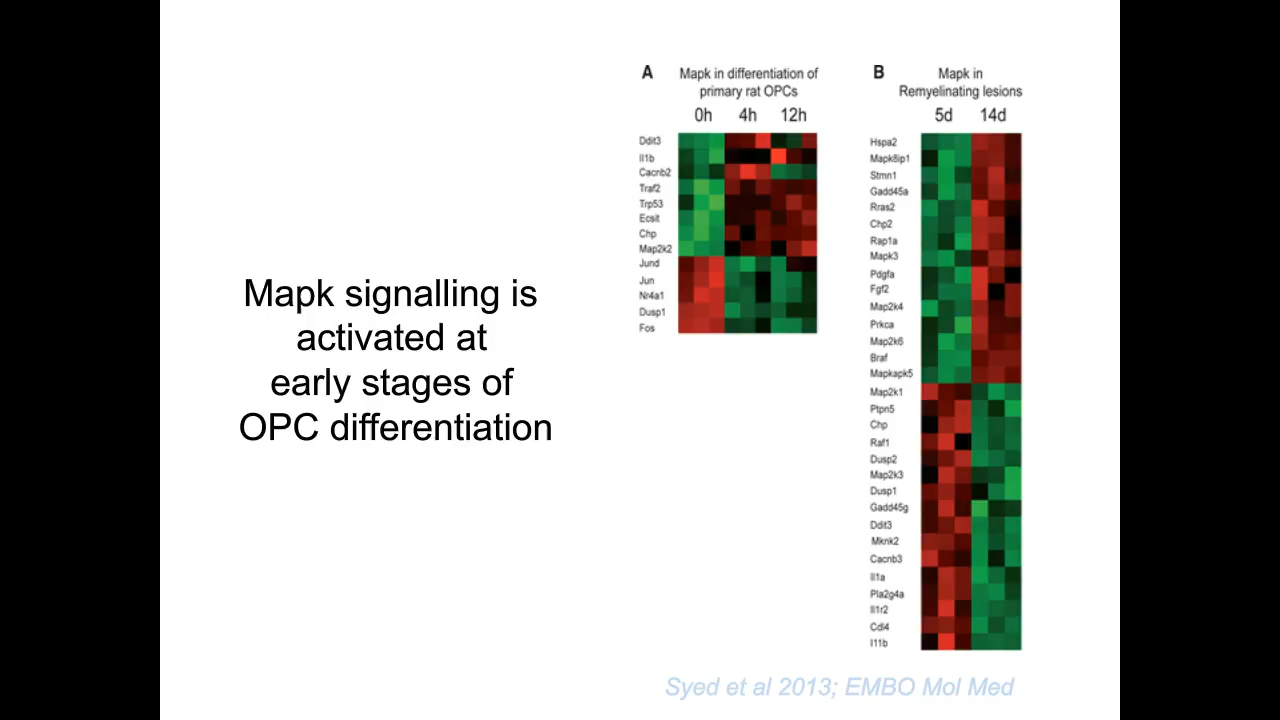 Mapk signalling is
activated at
early stages of
OPC differentiation
A
Mapk in differentiation of
primary rat OPCs
0h 4h 12h
Ddit3
Il1b
Cacnb2
Traf2
Trp53
Ecsit
Chp
Map2k2
Jund
Jun
Nr4a1
Dusp1
Fos
B
Mapk in
Remyelinating lesions
5d 14d
Hspa2
Mapk8ip1
Stmn1
Gadd45a
Rras2
Chp2
Rap1a
Mapk3
Pdgfa
Fgf2
Map2k4
Prkca
Map2k6
Braf
Mapkapk5
Map2k1
Ptpn5
Chp
Raf1
Dusp2
Map2k3
Dusp1
Gadd45g
Ddit3
Mknk2
Cacnb3
Il1a
Pla2g4a
Il1r2
Cdl4
I11b
Syed et al 2013; EMBO Mol Med